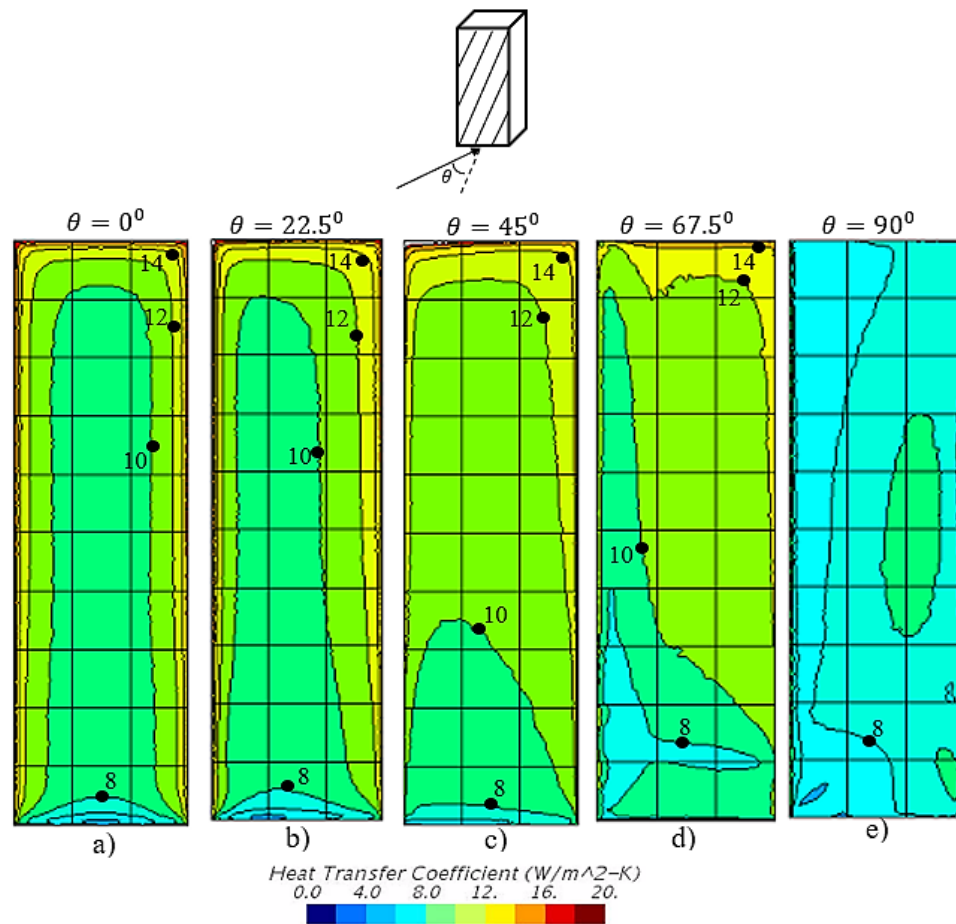 θ
θ = 0⁰
θ = 22.5⁰
θ = 45⁰
θ = 67.5⁰
θ = 90⁰
14
12
10
8
14
12
10
8
14
12
10
8
14
12
10
8
8
8
a)
b)
c)
d)
e)
Heat Transfer Coefficient (W/m^2-K)
0.0 4.0 8.0 12. 16. 20.